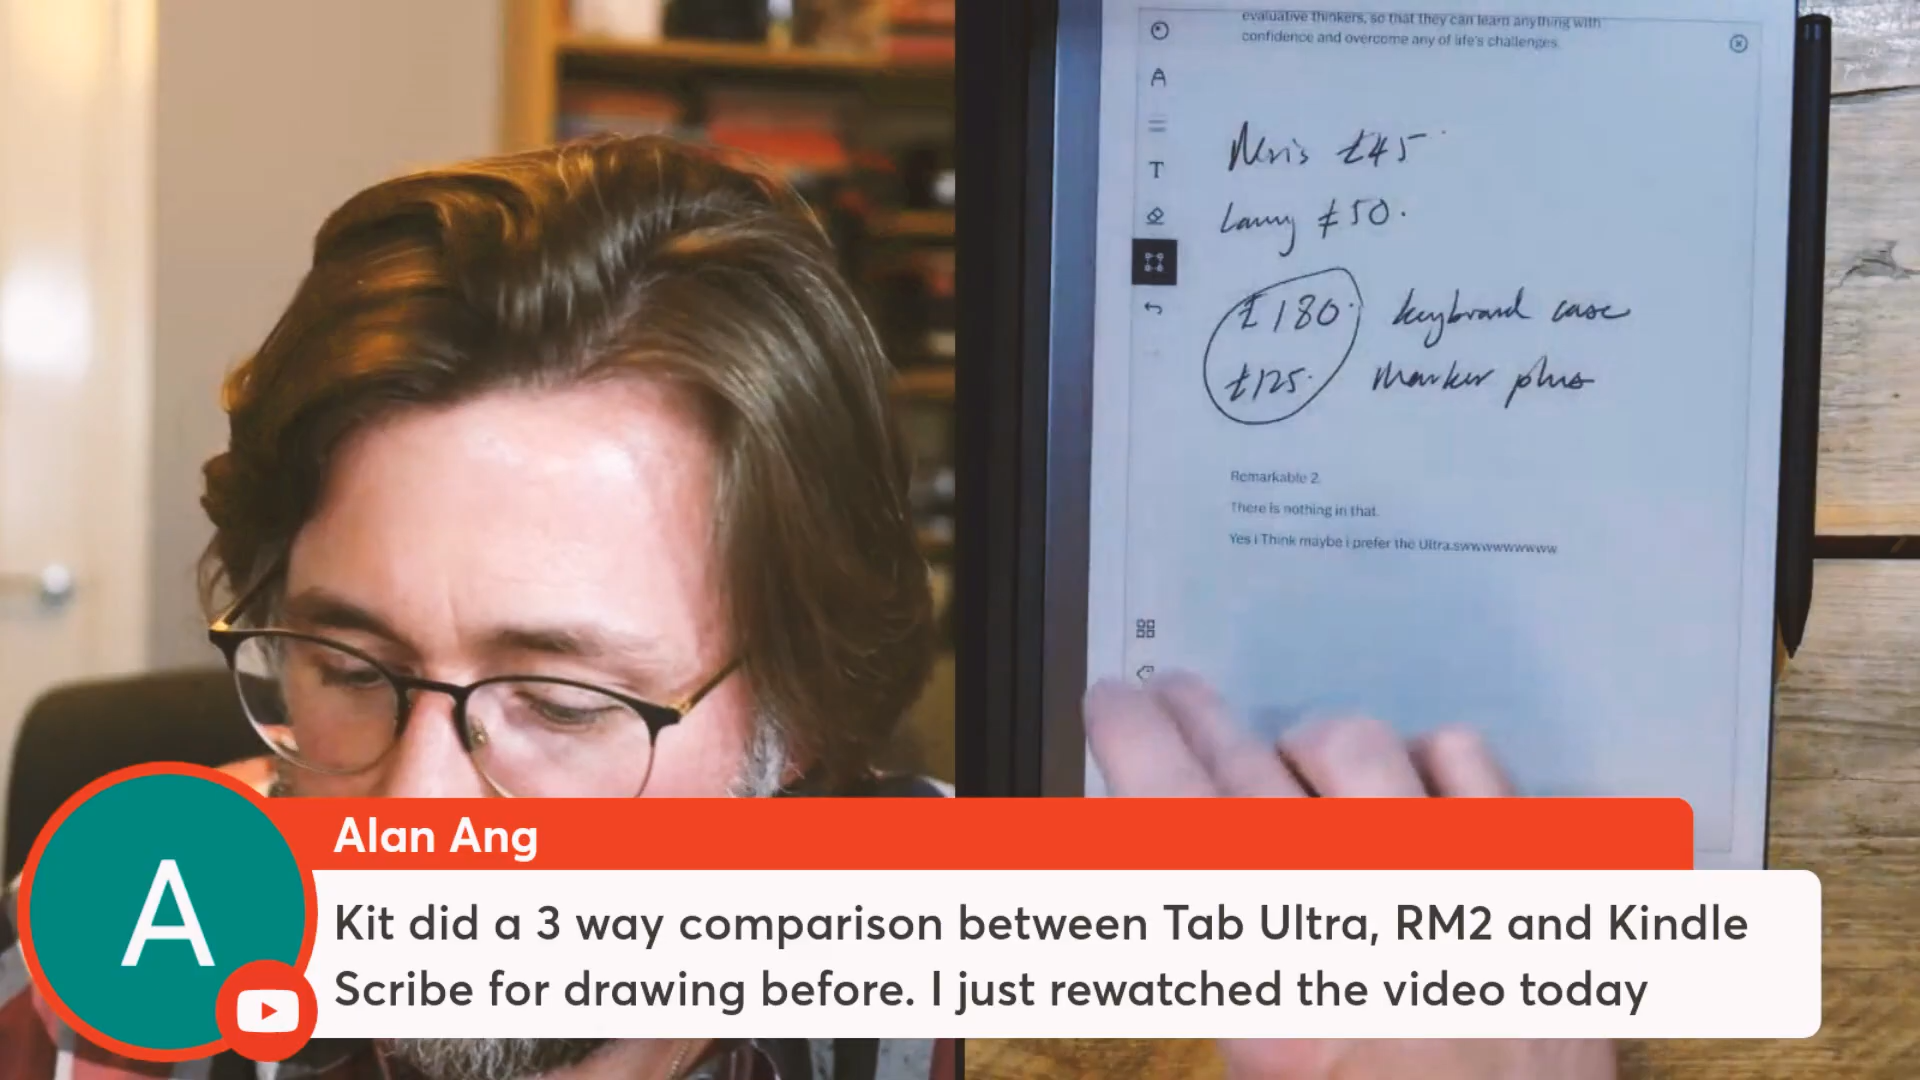 evaluative thinkers, so that they can learn anything with
confidence and overcome any of life's challenges.
£45
Lamy £50.
£180. keyboard case
£125. Marker plus
Remarkable 2.
There is nothing in that.
Yes i Think maybe i prefer the Ultra.swwwwwwwwww
A
Alan Ang
Kit did a 3 way comparison between Tab Ultra, RM2 and Kindle
Scribe for drawing before. I just rewatched the video today